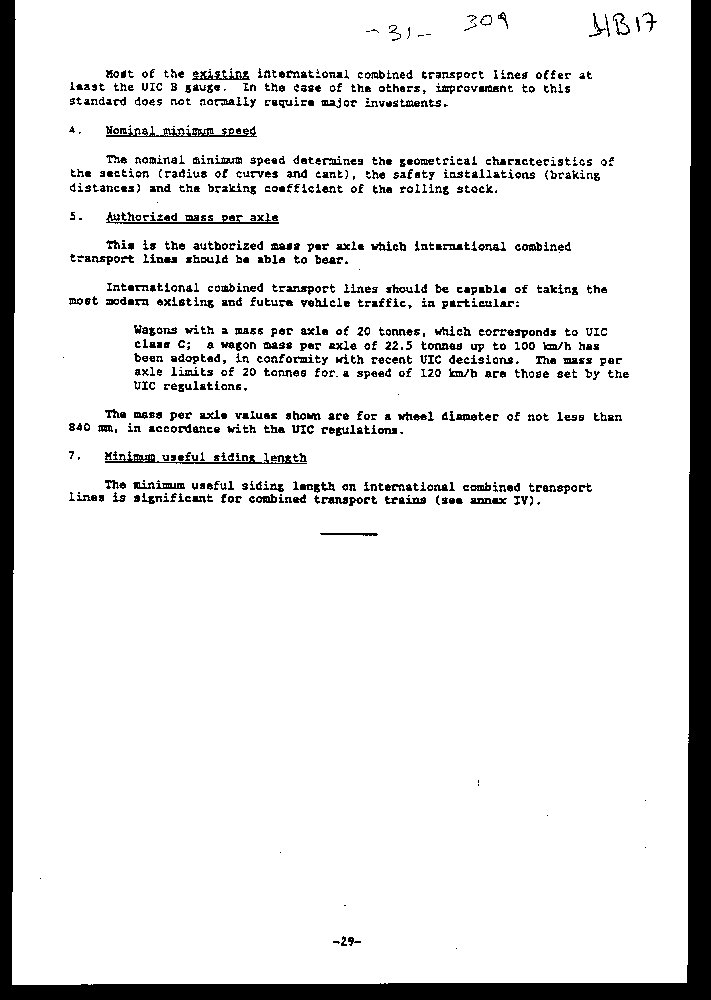 -31- 309 HB17
Most of the existing international combined transport lines offer at
least the UIC B gauge. In the case of the others, improvement to this
standard does not normally require major investments.
4. Nominal minimum speed
The nominal minimum speed determines the geometrical characteristics of
the section (radius of curves and cant), the safety installations (braking
distances) and the braking coefficient of the rolling stock.
5. Authorized mass per axle
This is the authorized mass per axle which international combined
transport lines should be able to bear.
International combined transport lines should be capable of taking the
most modern existing and future vehicle traffic, in particular:
Wagons with a mass per axle of 20 tonnes, which corresponds to UIC
class C; a wagon mass per axle of 22.5 tonnes up to 100 km/h has
been adopted, in conformity with recent UIC decisions. The mass per
axle limits of 20 tonnes for a speed of 120 km/h are those set by the
UIC regulations.
The mass per axle values shown are for a wheel diameter of not less than
840 mm, in accordance with the UIC regulations.
7. Minimum useful siding length
The minimum useful siding length on international combined transport
lines is significant for combined transport trains (see annex IV).
-29-